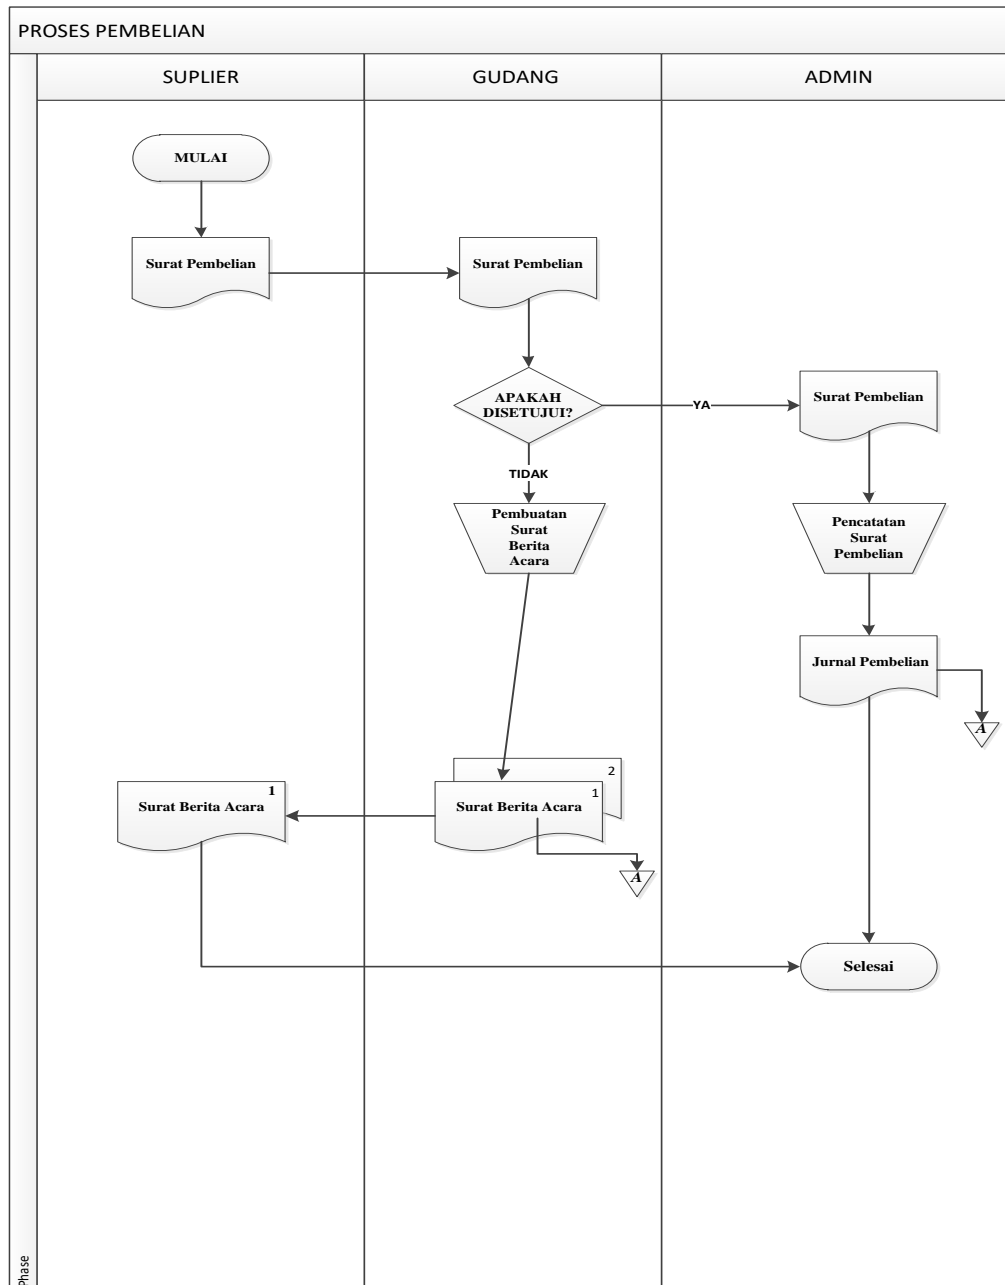 PROSES PEMBELIAN
SUPLIER
GUDANG
ADMIN
MULAI
Surat Pembelian
Surat Pembelian
APAKAH
DISETUJUI?
YA
Surat Pembelian
TIDAK
Pembuatan
Surat
Berita
Acara
Pencatatan
Surat
Pembelian
Jurnal Pembelian
A
2
Surat Berita Acara 1
Surat Berita Acara 1
A
Selesai
Phase